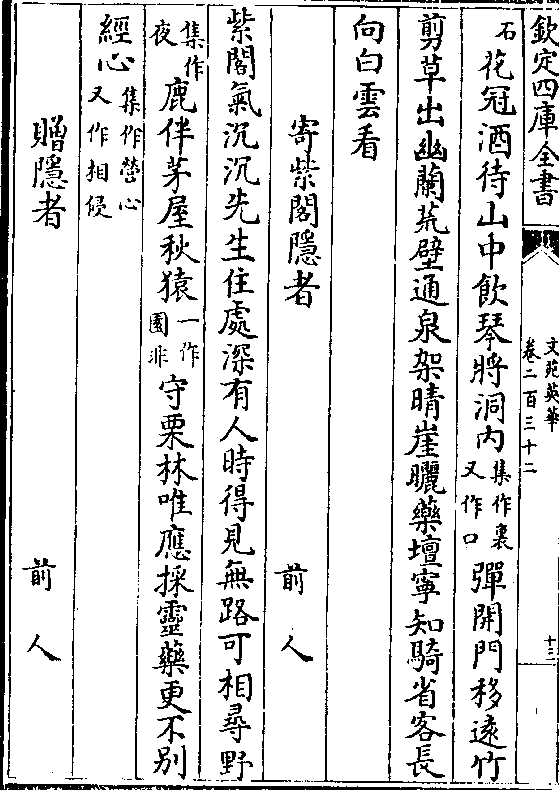 欽定四庫全書
文苑英華
卷二百三十二
十三
石花冠酒待山中飲琴將洞内集作裏又作口彈開門移遠竹
剪草出幽蘭荒壁通泉架晴崖曬藥壇寧知騎省客長
向白雲看
寄紫閣隱者 前人
紫閣氣沉沉先生住處深有人時得見無路可相尋野
集作夜鹿伴茅屋秋猿一作園非守栗林唯應採靈藥更不别
經心集作營心又作相侵
贈隱者 前人